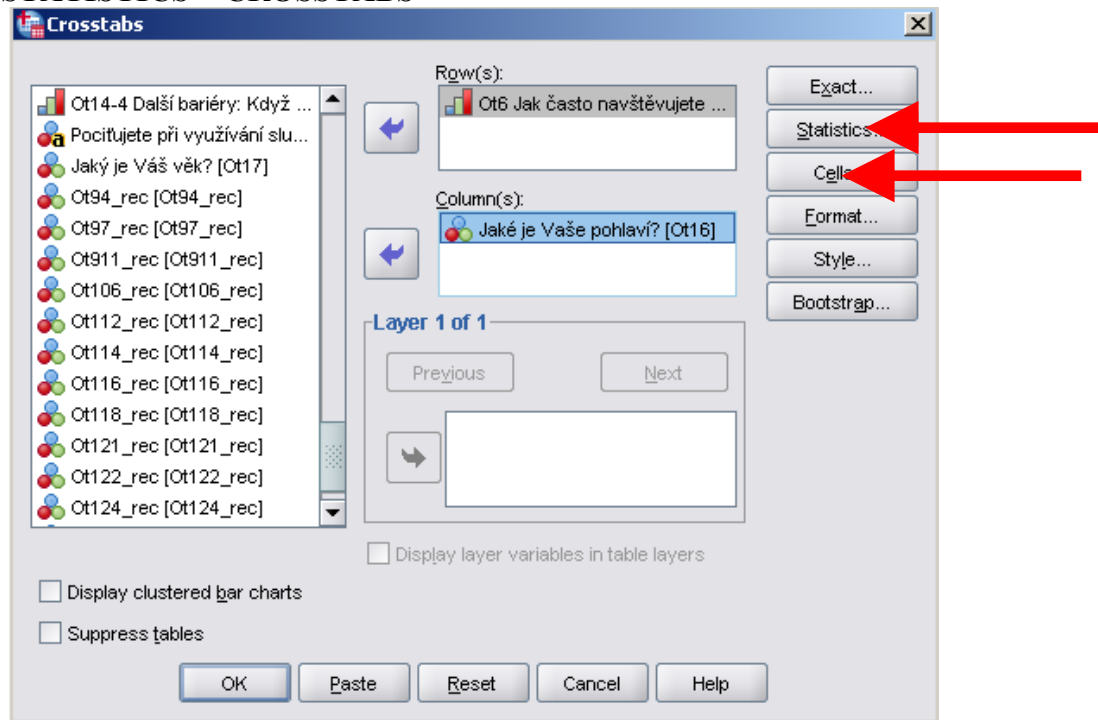 Crosstabs
Ot14-4 Další bariéry: Když ...
Pociťujete při využívání slu...
Jaký je Váš věk? [Ot17]
Ot94_rec [Ot94_rec]
Ot97_rec [Ot97_rec]
Ot911_rec [Ot911_rec]
Ot106_rec [Ot106_rec]
Ot112_rec [Ot112_rec]
Ot114_rec [Ot114_rec]
Ot116_rec [Ot116_rec]
Ot118_rec [Ot118_rec]
Ot121_rec [Ot121_rec]
Ot122_rec [Ot122_rec]
Ot124_rec [Ot124_rec]
Row(s):
Ot6 Jak často navštěvujete ...
Column(s):
Jaké je Vaše pohlaví? [Ot16]
Layer 1 of 1
Previous
Next
Display layer variables in table layers
Exact...
Statistics...
Cells
Format...
Style...
Bootstrap...
Display clustered bar charts
Suppress tables
OK
Paste
Reset
Cancel
Help